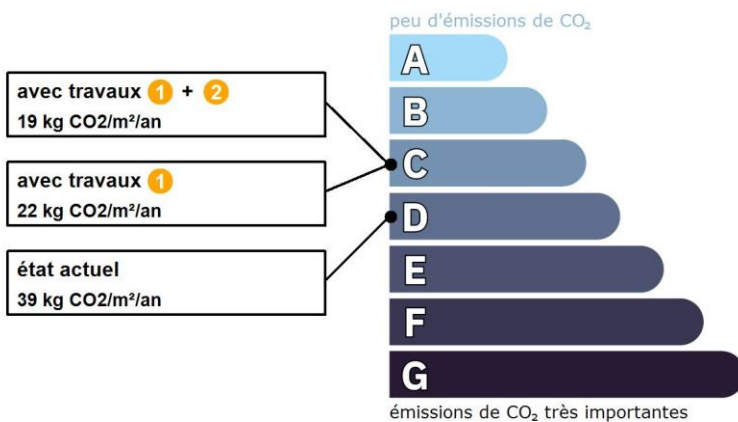 peu d'émissions de CO₂
A
avec travaux 1 + 2
19 kg CO2/m²/an
B
C
avec travaux 1
22 kg CO2/m²/an
D
état actuel
39 kg CO2/m²/an
E
F
G
émissions de CO₂ très importantes